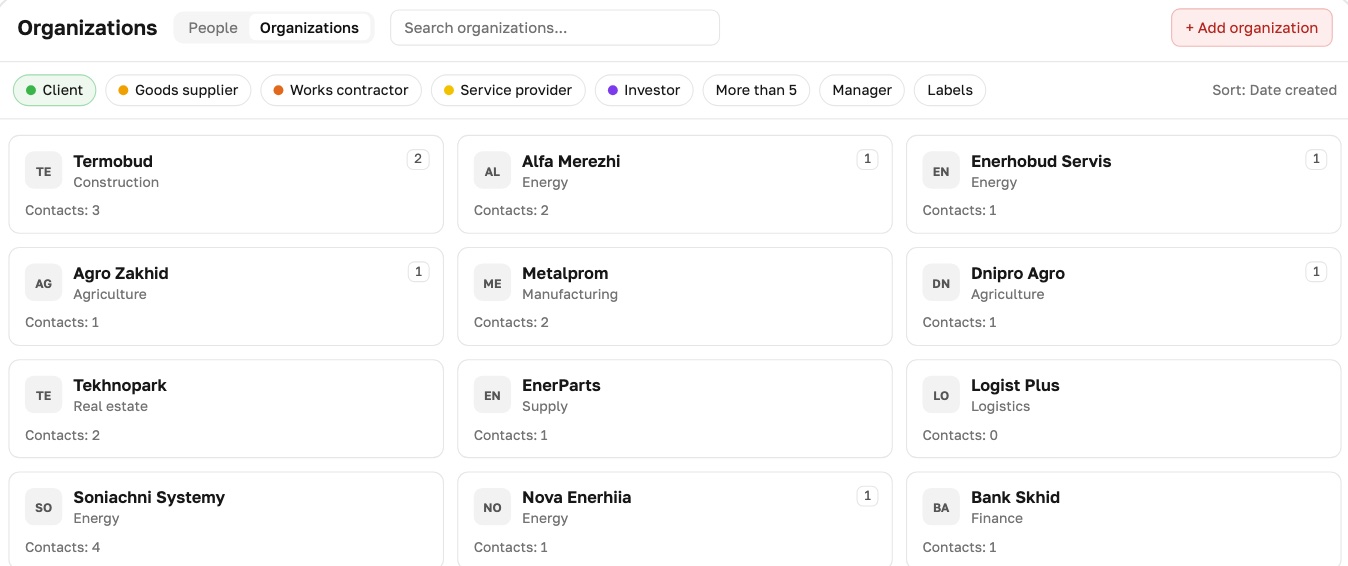 Organizations People Organizations Search organizations... + Add organization
Client Goods supplier Works contractor Service provider Investor More than 5 Manager Labels Sort: Date created
TE Termobud 2
Construction
Contacts: 3
AL Alfa Merezhi 1
Energy
Contacts: 2
EN Enerhobud Servis 1
Energy
Contacts: 1
AG Agro Zakhid 1
Agriculture
Contacts: 1
ME Metalprom
Manufacturing
Contacts: 2
DN Dnipro Agro 1
Agriculture
Contacts: 1
TE Tekhnopark
Real estate
Contacts: 2
EN EnerParts
Supply
Contacts: 1
LO Logist Plus
Logistics
Contacts: 0
SO Soniachni Systemy
Energy
Contacts: 4
NO Nova Enerhiia 1
Energy
Contacts: 1
BA Bank Skhid
Finance
Contacts: 1